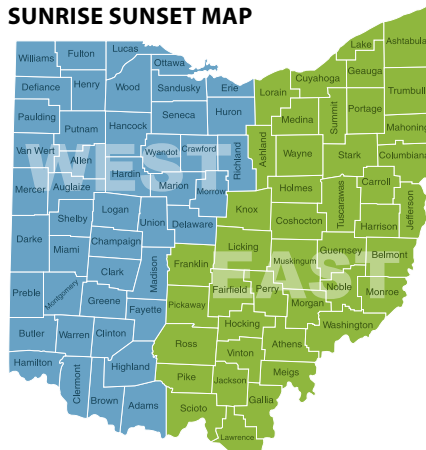 SUNRISE SUNSET MAP
Williams
Fulton
Lucas
Ottawa
Lake
Ashtabula
Defiance
Henry
Wood
Sandusky
Erie
Lorain
Cuyahoga
Geauga
Trumbull
Paulding
Putnam
Hancock
Seneca
Huron
Medina
Summit
Portage
Mahoning
Van Wert
Allen
Wyandot
Crawford
Richland
Ashland
Wayne
Stark
Columbiana
WEST
Mercer
Auglaize
Hardin
Marion
Morrow
Holmes
Tuscarawas
Carroll
Jefferson
Shelby
Logan
Union
Delaware
Knox
Coshocton
Harrison
Darke
Miami
Champaign
Madison
Franklin
Licking
Muskingum
Guernsey
Belmont
EAST
Clark
Preble
Montgomery
Greene
Fayette
Pickaway
Fairfield
Perry
Morgan
Noble
Monroe
Butler
Warren
Clinton
Ross
Hocking
Athens
Washington
Hamilton
Clermont
Highland
Pike
Vinton
Jackson
Meigs
Brown
Adams
Scioto
Gallia
Lawrence